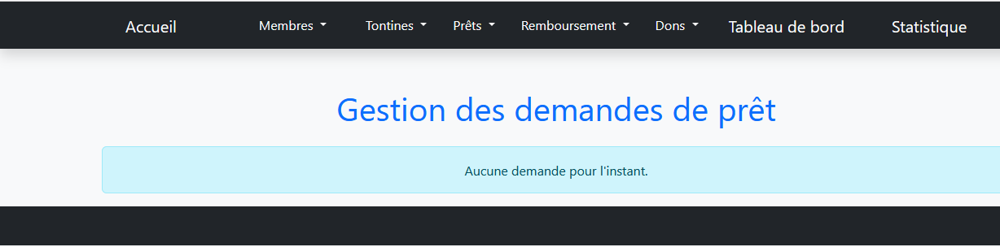 Accueil Membres Tontines Prêts Remboursement Dons Tableau de bord Statistique
Gestion des demandes de prêt
Aucune demande pour l'instant.